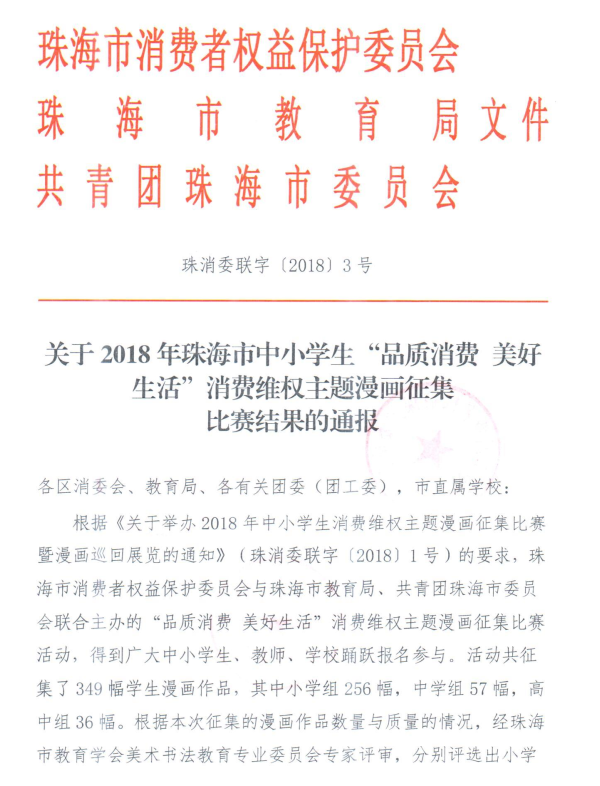 珠海市消费者权益保护委员会
珠海市教育局文件
共青团珠海市委员会
珠消委联字〔2018〕3号
关于2018年珠海市中小学生“品质消费 美好
生活”消费维权主题漫画征集
比赛结果的通报
各区消委会、教育局、各有关团委（团工委），市直属学校：
根据《关于举办2018年中小学生消费维权主题漫画征集比赛
暨漫画巡回展览的通知》（珠消委联字〔2018〕1号）的要求，珠
海市消费者权益保护委员会与珠海市教育局、共青团珠海市委员
会联合主办的“品质消费 美好生活”消费维权主题漫画征集比赛
活动，得到广大中小学生、教师、学校踊跃报名参与。活动共征
集了349幅学生漫画作品，其中小学组256幅，中学组57幅，高
中组36幅。根据本次征集的漫画作品数量与质量的情况，经珠海
市教育学会美术书法教育专业委员会专家评审，分别评选出小学